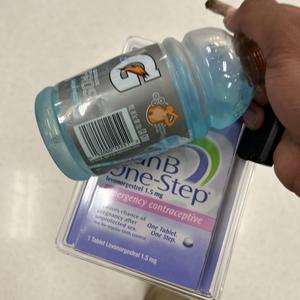 G
anB
One-Step
levonorgestrel 1.5 mg
emergency contraceptive
chance of
pregnancy after
unprotected sex.
One Tablet.
One Step.
1 Tablet Levonorgestrel 1.5 mg